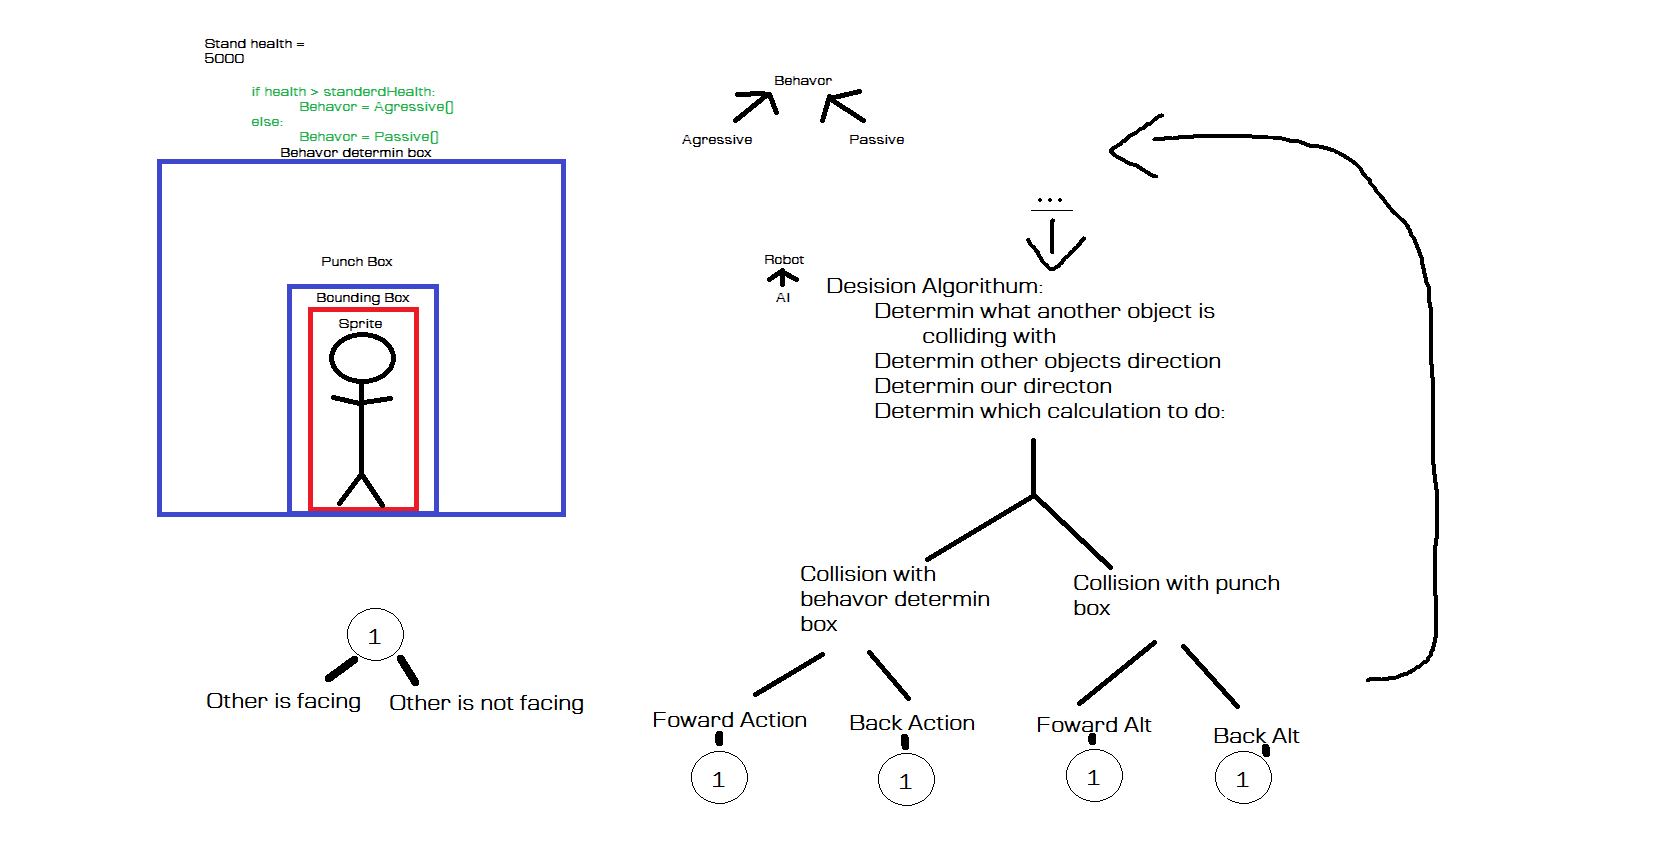 Stand health =
5000
if health > standerdHealth:
Behavor = Agressive()
else:
Behavor = Passive()
Behavor determin box
Punch Box
Bounding Box
Sprite
1
Other is facing
Other is not facing
Behavor
Agressive
Passive
Robot
AI
...
Desision Algorithum:
Determin what another object is
colliding with
Determin other objects direction
Determin our directon
Determin which calculation to do:
Collision with
behavor determin
box
Collision with punch
box
Foward Action
Back Action
Foward Alt
Back Alt
1
1
1
1